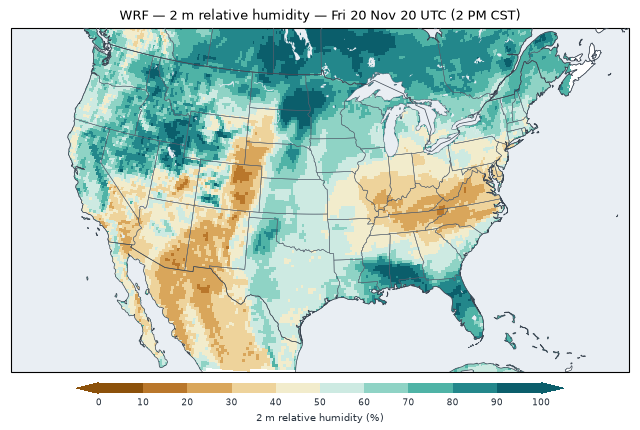 WRF — 2 m relative humidity — Fri 20 Nov 20 UTC (2 PM CST)
0 10 20 30 40 50 60 70 80 90 100
2 m relative humidity (%)